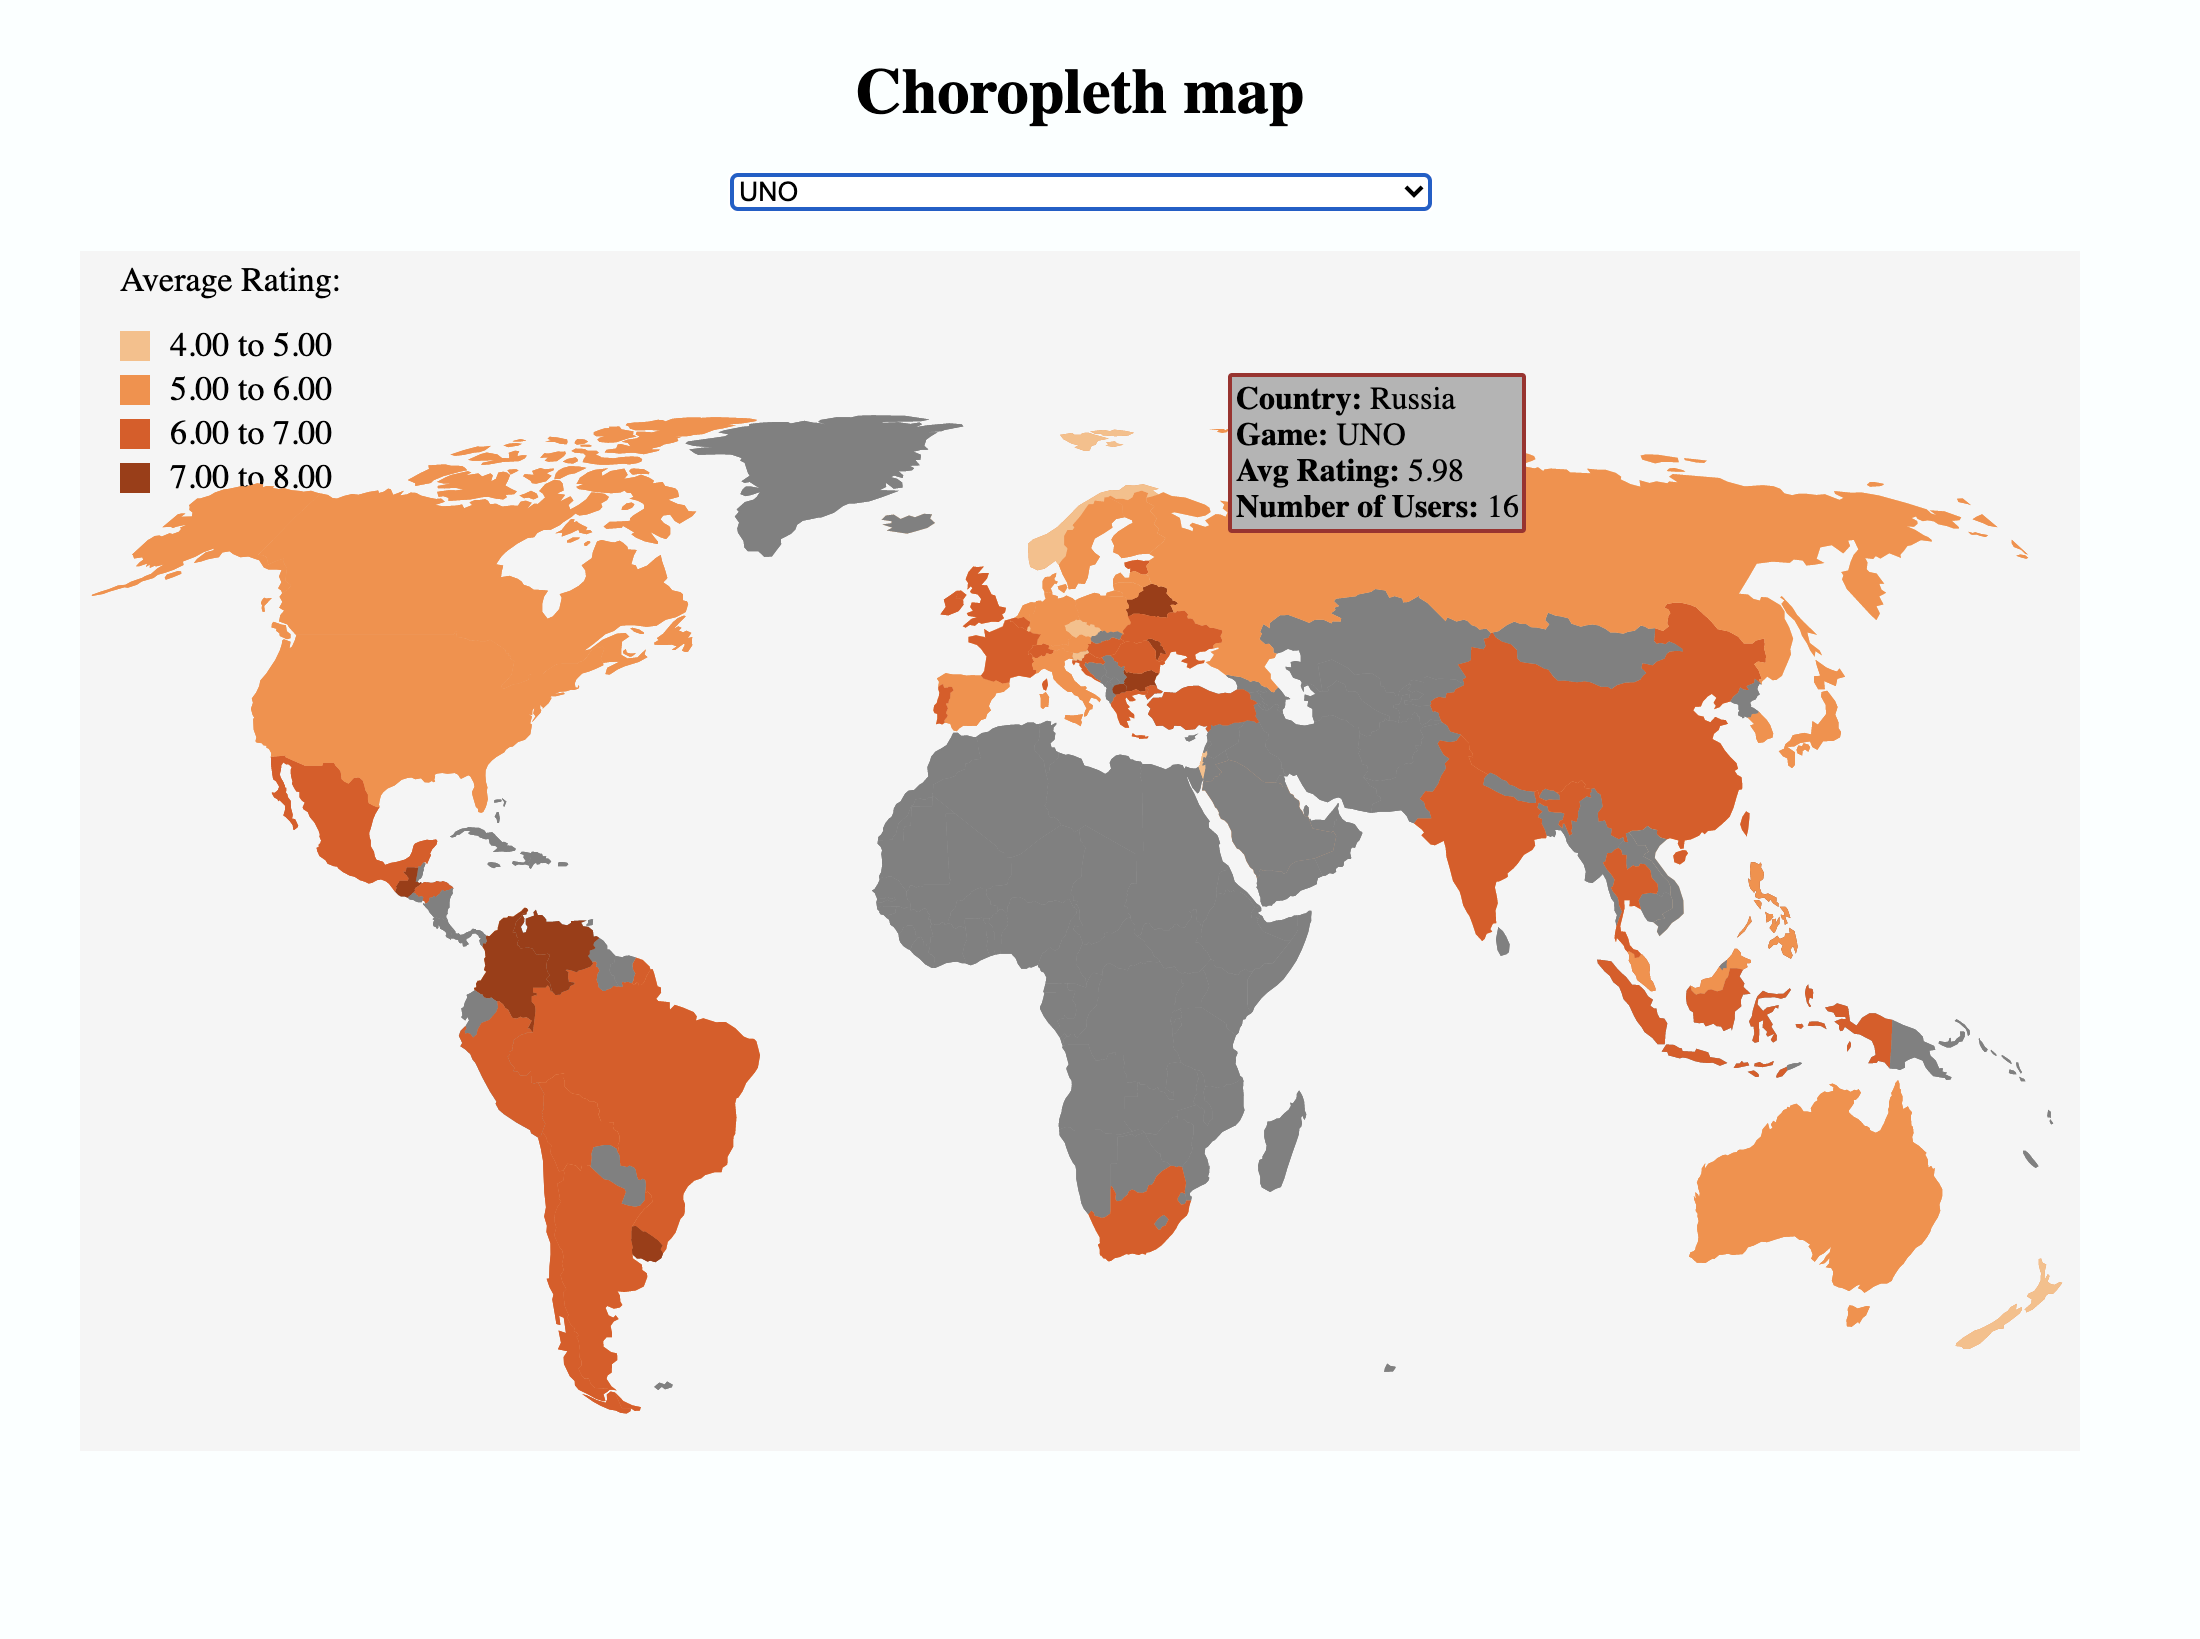 Choropleth map
UNO
Average Rating:
4.00 to 5.00
5.00 to 6.00
6.00 to 7.00
7.00 to 8.00
Country: Russia
Game: UNO
Avg Rating: 5.98
Number of Users: 16